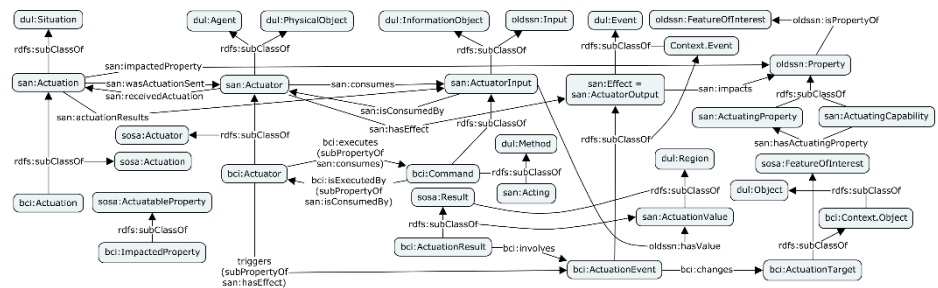 dul:Situation
dul:Agent
dul:PhysicalObject
dul:InformationObject
oldssn:Input
dul:Event
oldssn:FeatureOfInterest
oldssn:isPropertyOf
rdfs:subClassOf
rdfs:subClassOf
rdfs:subClassOf
rdfs:subClassOf
Context.Event
san:impactedProperty
oldssn:Property
san:Actuation
san:wasActuationSent
san:receivedActuation
san:Actuator
san:consumes
san:ActuatorInput
san:Effect =
san:ActuatorOutput
san:impacts
rdfs:subClassOf
san:isConsumedBy
san:actuationResults
san:hasEffect
rdfs:subClassOf
san:ActuatingProperty
san:ActuatingCapability
sosa:Actuator
rdfs:subClassOf
rdfs:subClassOf
san:hasActuatingProperty
rdfs:subClassOf
sosa:Actuation
bci:executes
(subPropertyOf
san:consumes)
dul:Method
dul:Region
sosa:FeatureOfInterest
bci:Actuator
bci:Command
rdfs:subClassOf
bci:isExecutedBy
(subPropertyOf
san:isConsumedBy)
san:Acting
rdfs:subClassOf
dul:Object
rdfs:subClassOf
bci:Actuation
sosa:ActuatableProperty
sosa:Result
rdfs:subClassOf
san:ActuationValue
bci:Context.Object
rdfs:subClassOf
bci:ImpactedProperty
bci:ActuationResult
bci:involves
oldssn:hasValue
rdfs:subClassOf
triggers
(subPropertyOf
san:hasEffect)
bci:ActuationEvent
bci:changes
bci:ActuationTarget